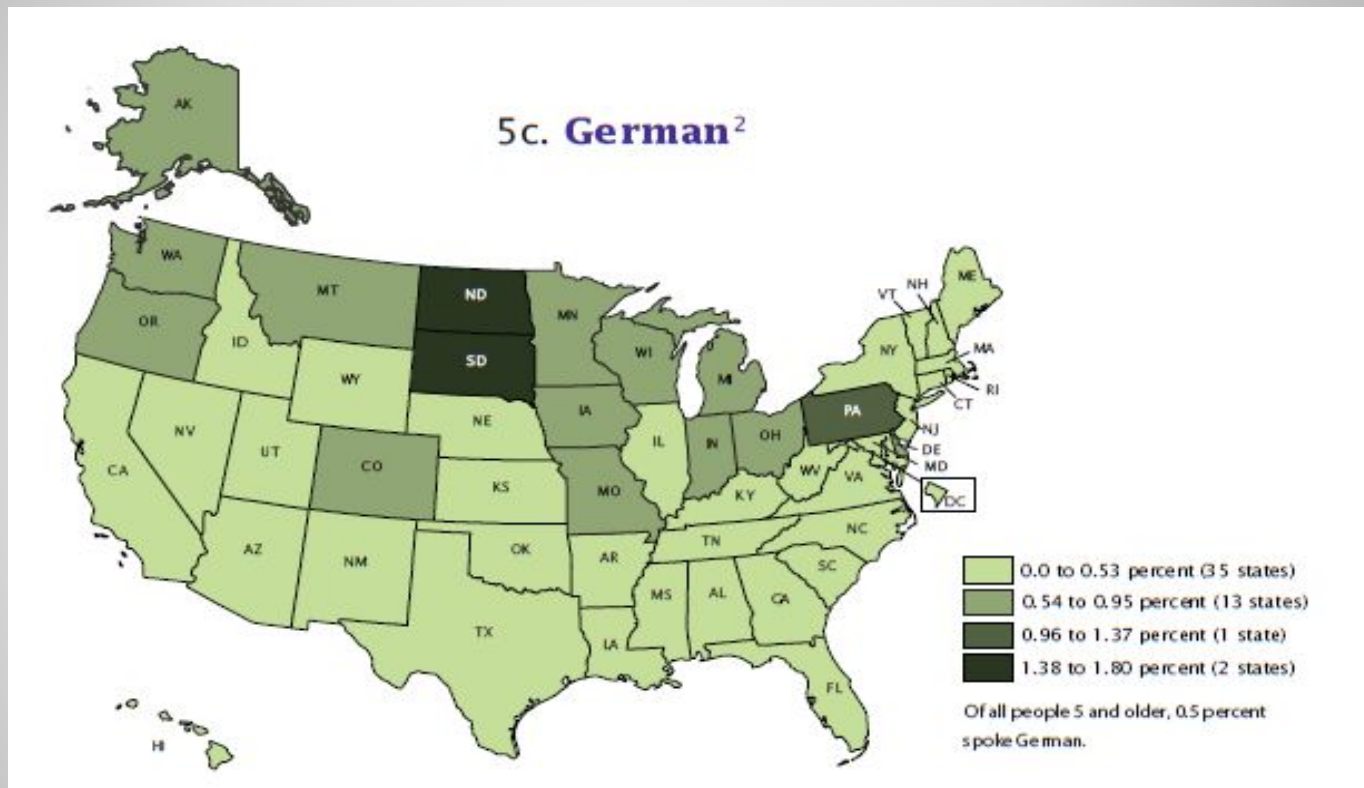 AK
5c. German²
WA
MT
ND
MN
VT
NH
ME
OR
ID
SD
WI
MI
NY
MA
WY
RI
CT
IA
PA
NE
NJ
NV
UT
CO
IL
IN
OH
DE
MD
CA
KS
MO
WV
VA
KY
DC
AZ
NM
OK
AR
TN
NC
SC
MS
AL
GA
TX
LA
FL
HI
0.0 to 0.53 percent (35 states)
0.54 to 0.95 percent (13 states)
0.96 to 1.37 percent (1 state)
1.38 to 1.80 percent (2 states)
Of all people 5 and older, 0.5 percent
spoke German.